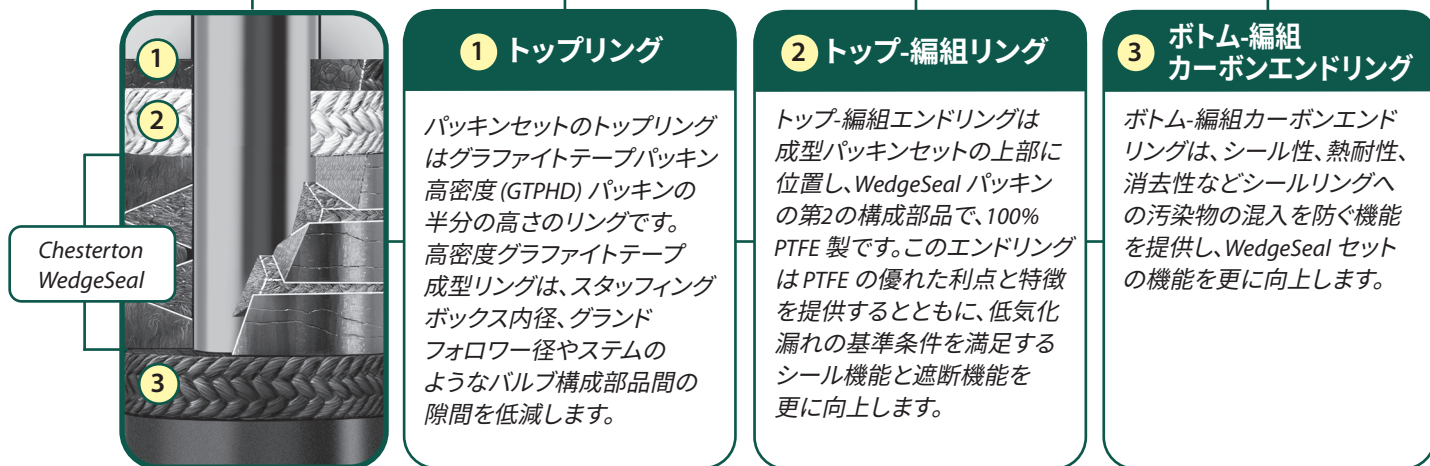 1
2
3
Chesterton
WedgeSeal
1 トップリング
パッキンセットのトップリング
はグラファイトテープパッキン
高密度 (GTPHD) パッキンの
半分の高さのリングです。
高密度グラファイトテープ
成型リングは、スタッフィング
ボックス内径、グランド
フォロワー径やステムの
ようなバルブ構成部品間の
隙間を低減します。
2 トップ-編組リング
トップ-編組エンドリングは
成型パッキンセットの上部に
位置し、WedgeSeal パッキン
の第2の構成部品で、100%
PTFE 製です。このエンドリング
は PTFE の優れた利点と特徴
を提供するとともに、低気化
漏れの基準条件を満足する
シール機能と遮断機能を
更に向上します。
3 ボトム-編組
カーボンエンドリング
ボトム-編組カーボンエンド
リングは、シール性、熱耐性、
消去性などシールリングへ
の汚染物の混入を防ぐ機能
を提供し、WedgeSeal セット
の機能を更に向上します。